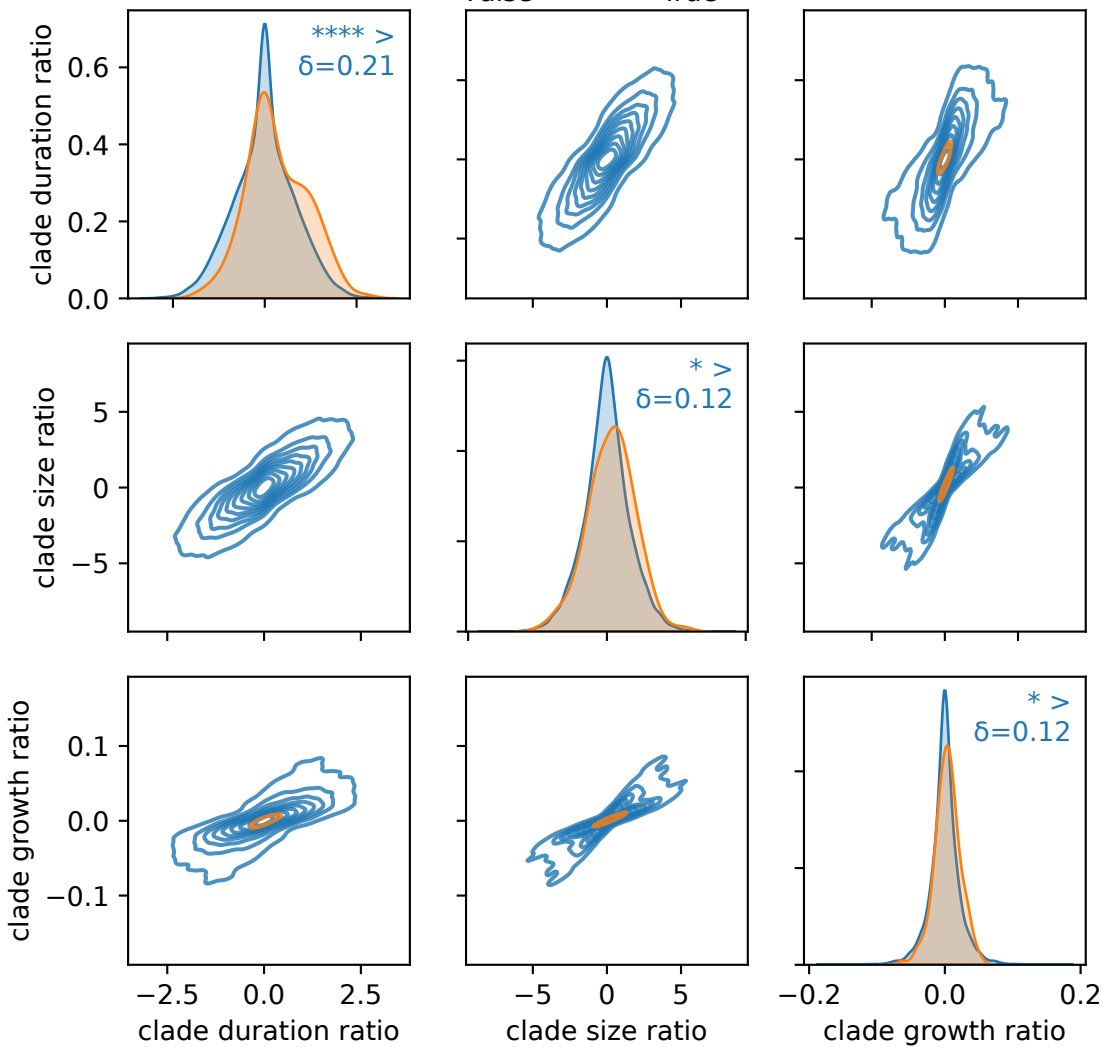 False True
**** >
δ=0.21
clade duration ratio
0.6
0.4
0.2
0.0
* >
δ=0.12
clade size ratio
5
0
−5
* >
δ=0.12
clade growth ratio
0.1
0.0
−0.1
−2.5 0.0 2.5
−5 0 5
−0.2 0.0 0.2
clade duration ratio
clade size ratio
clade growth ratio